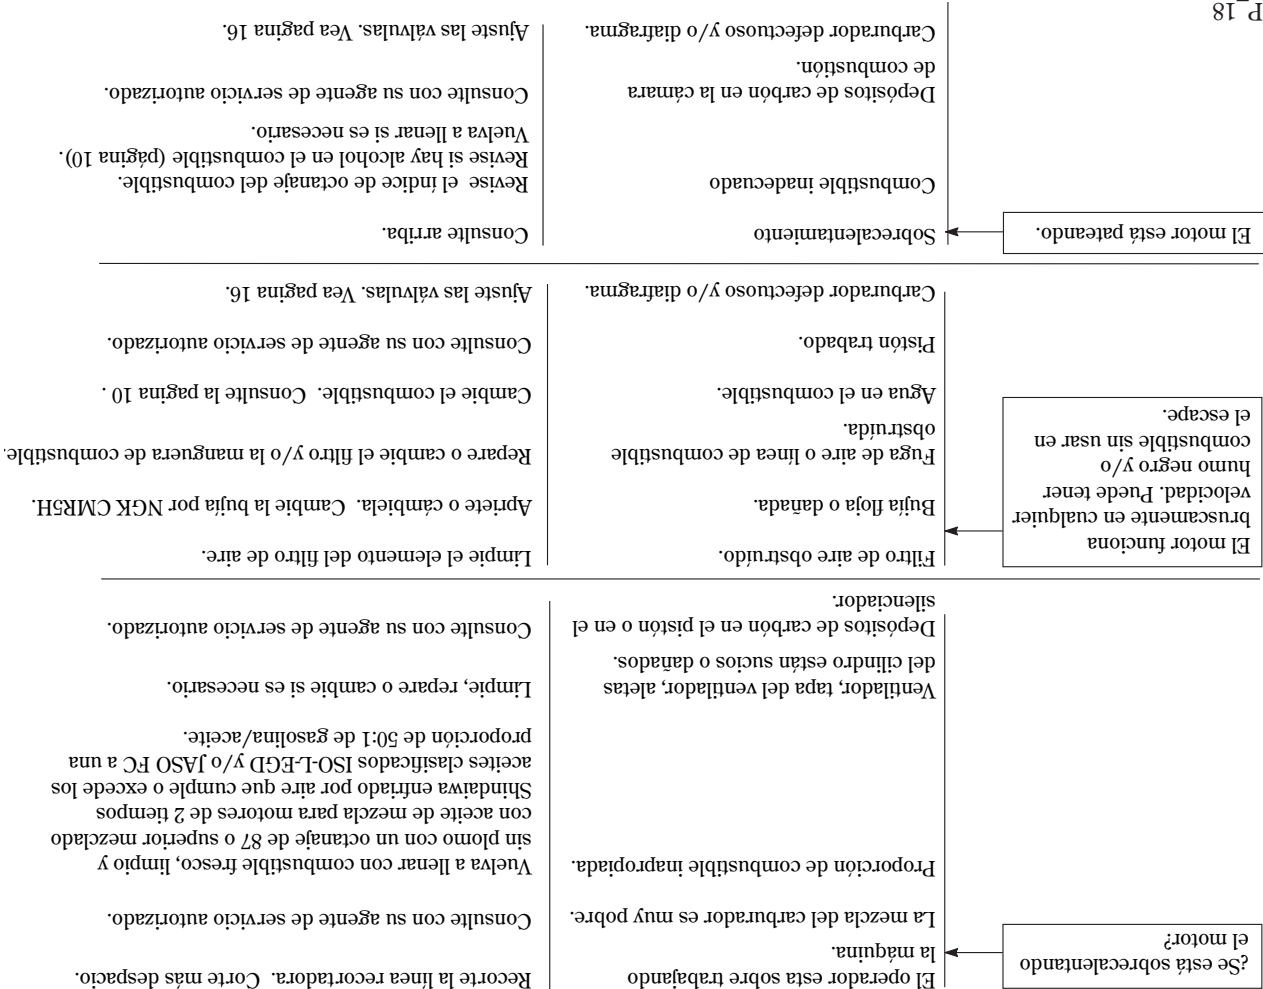 ¿Se está sobrecalentando
el motor?
El operador esta sobre trabajando
la máquina.
Recorte la línea recortadora.  Corte más despacio.
La mezcla del carburador es muy pobre.
Consulte con su agente de servicio autorizado.
Proporción de combustible inapropiada.
Vuelva a llenar con combustible fresco, limpio y
sin plomo con un octanaje de 87 o superior mezclado
con aceite de mezcla para motores de 2 tiempos
Shindaiwa enfriado por aire que cumple o excede los
aceites clasificados ISO-L-EGD y/o JASO FC a una
proporción de 50:1 de gasolina/aceite.
Ventilador, tapa del ventilador, aletas
del cilindro están sucios o dañados.
Limpie, repare o cambie si es necesario.
Depósitos de carbón en el pistón o en el
silenciador.
Consulte con su agente de servicio autorizado.
El motor funciona
bruscamente en cualquier
velocidad. Puede tener
humo negro y/o
combustible sin usar en
el escape.
Filtro de aire obstruído.
Limpie el elemento del filtro de aire.
Bujía floja o dañada.
Apriete o cámbiela.  Cambie la bujía por NGK CMR5H.
Fuga de aire o línea de combustible
obstruída.
Repare o cambie el filtro y/o la manguera de combustible.
Agua en el combustible.
Cambie el combustible.  Consulte la pagina 10 .
Pistón trabado.
Consulte con su agente de servicio autorizado.
Carburador defectuoso y/o diafragma.
Ajuste las válvulas. Vea pagina 16.
El motor está pateando.
Sobrecalentamiento
Consulte arriba.
Combustible inadecuado
Revise  el índice de octanaje del combustible.
Revise si hay alcohol en el combustible (página 10).
Vuelva a llenar si es necesario.
Depósitos de carbón en la cámara
de combustión.
Consulte con su agente de servicio autorizado.
Carburador defectuoso y/o diafragma.
Ajuste las válvulas. Vea pagina 16.
P_18